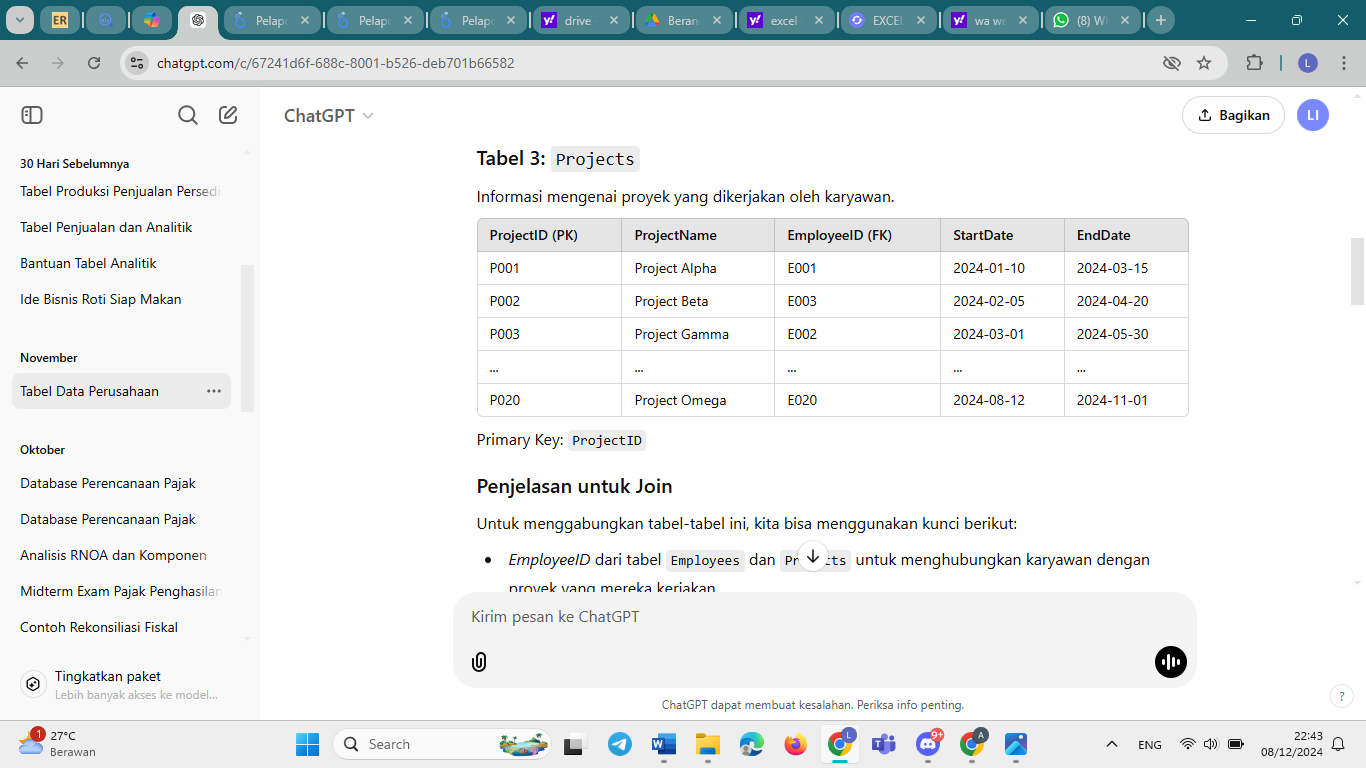 ER
Pelapo
Pelapo
Pelapo
drive
Beran
excel
EXCEL
wa we
(8) W
chatgpt.com/c/67241d6f-688c-8001-b526-deb701b66582
L
ChatGPT
Bagikan
LI
30 Hari Sebelumnya
Tabel Produksi Penjualan Persedi
Tabel Penjualan dan Analitik
Bantuan Tabel Analitik
Ide Bisnis Roti Siap Makan
November
Tabel Data Perusahaan
Oktober
Database Perencanaan Pajak
Database Perencanaan Pajak
Analisis RNOA dan Komponen
Midterm Exam Pajak Penghasilan
Contoh Rekonsiliasi Fiskal
Tingkatkan paket
Lebih banyak akses ke model...
Tabel 3: Projects
Informasi mengenai proyek yang dikerjakan oleh karyawan.
ProjectID (PK) ProjectName EmployeeID (FK) StartDate EndDate
P001 Project Alpha E001 2024-01-10 2024-03-15
P002 Project Beta E003 2024-02-05 2024-04-20
P003 Project Gamma E002 2024-03-01 2024-05-30
... ... ... ... ...
P020 Project Omega E020 2024-08-12 2024-11-01
Primary Key: ProjectID
Penjelasan untuk Join
Untuk menggabungkan tabel-tabel ini, kita bisa menggunakan kunci berikut:
• EmployeeID dari tabel Employees dan Pr cts untuk menghubungkan karyawan dengan
proyek yang mereka kerjakan.
Kirim pesan ke ChatGPT
ChatGPT dapat membuat kesalahan. Periksa info penting.
?
1
27°C
Berawan
Search
L
9+
A
ENG
22:43
08/12/2024